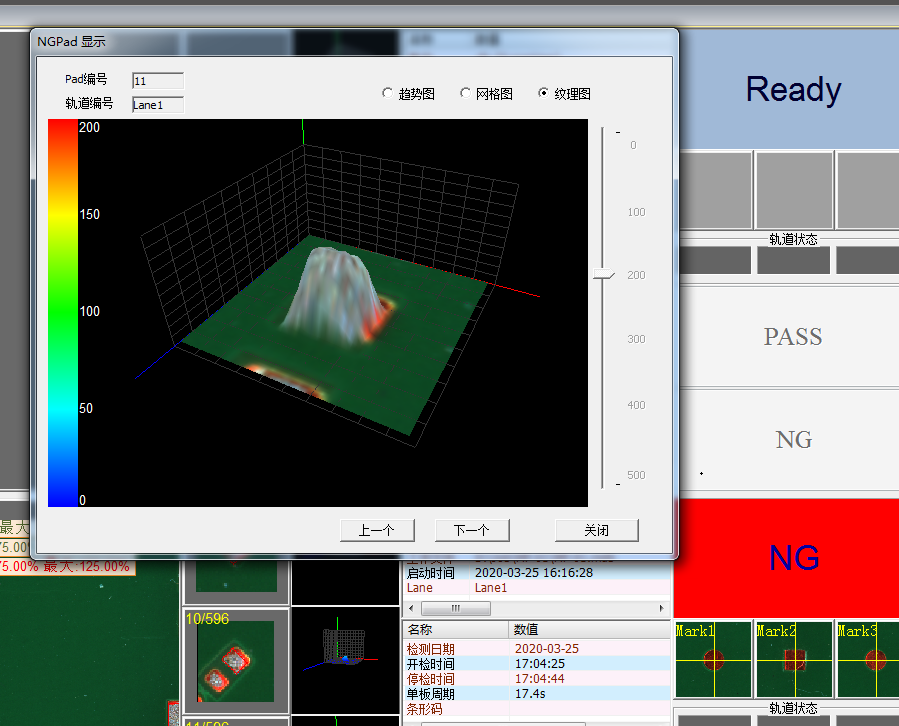 NGPad 显示
Pad编号
11
轨道编号
Lane1
趋势图
网格图
纹理图
200
150
100
50
0
0
100
200
300
400
500
上一个
下一个
关闭
Ready
轨道状态
PASS
NG
NG
最大
75.00%
75.00% 最大:125.00%
启动时间 2020-03-25 16:16:28
Lane Lane1
10/596
名称 数值
检测日期 2020-03-25
开检时间 17:04:25
停检时间 17:04:44
单板周期 17.4s
条形码
Mark1
Mark2
Mark3
轨道状态
11/596